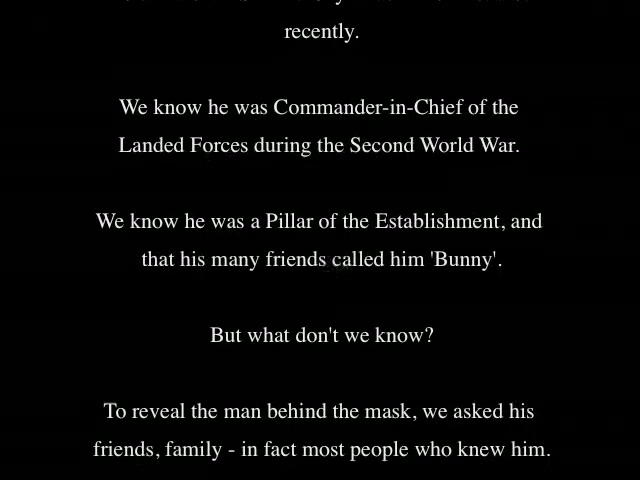 recently.
We know he was Commander-in-Chief of the
Landed Forces during the Second World War.
We know he was a Pillar of the Establishment, and
that his many friends called him 'Bunny'.
But what don't we know?
To reveal the man behind the mask, we asked his
friends, family - in fact most people who knew him.